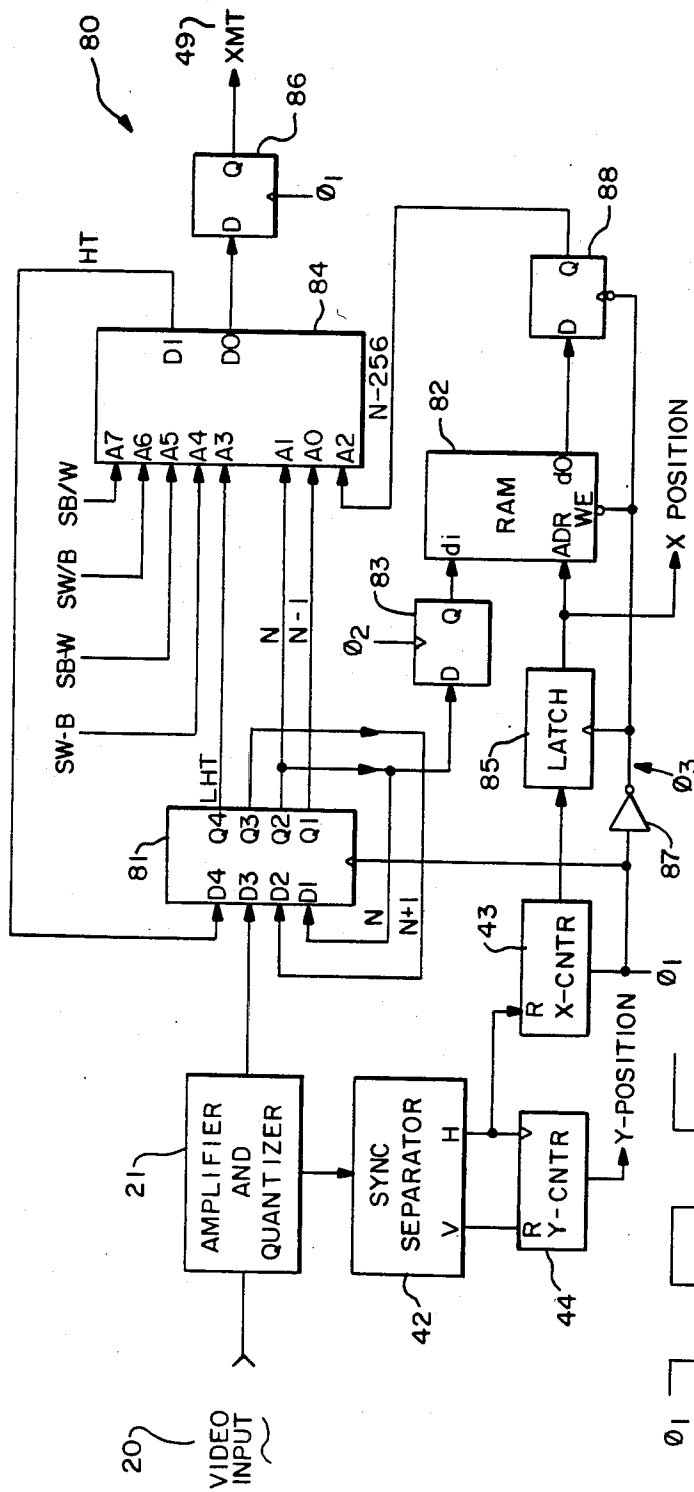 80
49
XMT
86
D Q
Ø1
HT
84
D1
D0
A7
A6
A5
A4
A3
A1
A0
A2
SB/W
SW/B
SB-W
SW-B
N-256
LHT
N
N-1
81
D4 Q4
D3 Q3
D2 Q2
D1 Q1
N
N+1
83
Ø2
D Q
82
di
RAM
ADR
WE
dO
88
D Q
85
LATCH
X POSITION
Ø3
87
20
VIDEO
INPUT
21
AMPLIFIER
AND
QUANTIZER
42
SYNC
SEPARATOR
V H
43
R
X-CNTR
Ø1
44
R
Y-CNTR
Y-POSITION
Ø1